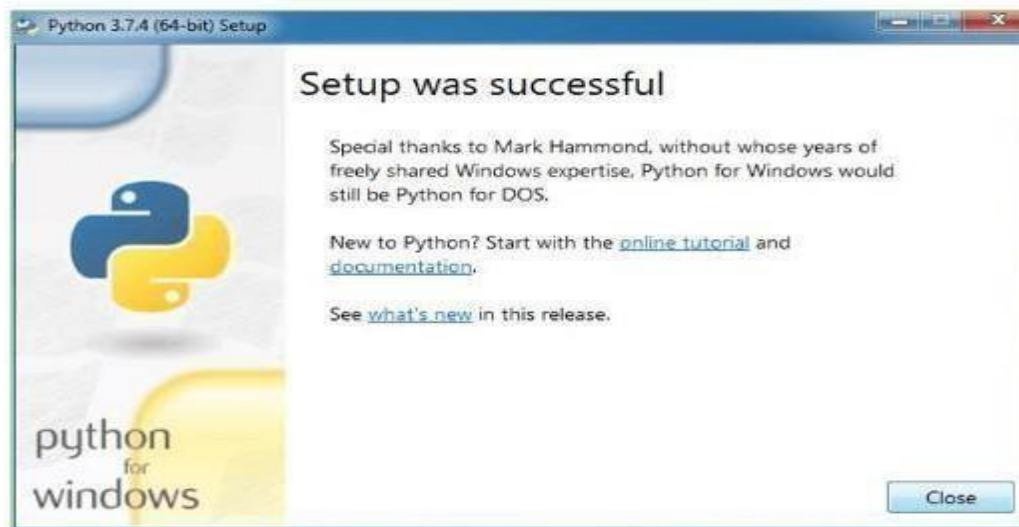 Python 3.7.4 (64-bit) Setup
Setup was successful
Special thanks to Mark Hammond, without whose years of
freely shared Windows expertise, Python for Windows would
still be Python for DOS.
New to Python? Start with the online tutorial and
documentation.
See what's new in this release.
python
for
windows
Close